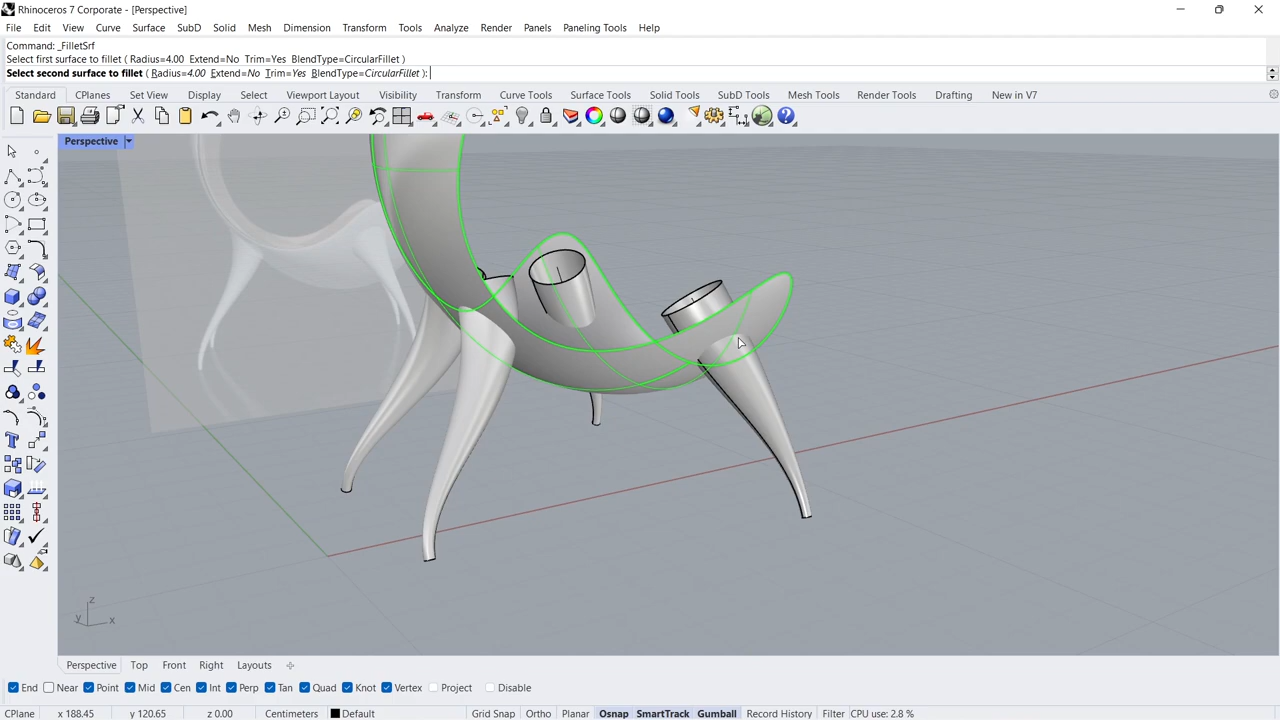 Rhinoceros 7 Corporate - [Perspective]
File Edit View Curve Surface SubD Solid Mesh Dimension Transform Tools Analyze Render Panels Paneling Tools Help
Command: _FilletSrf
Select first surface to fillet ( Radius=4.00 Extend=No Trim=Yes BlendType=CircularFillet )
Select second surface to fillet ( Radius=4.00 Extend=No Trim=Yes BlendType=CircularFillet ):
Standard CPlanes Set View Display Select Viewport Layout Visibility Transform Curve Tools Surface Tools Solid Tools SubD Tools Mesh Tools Render Tools Drafting New in V7
Perspective
z
y x
Perspective Top Front Right Layouts
End Near Point Mid Cen Int Perp Tan Quad Knot Vertex Project Disable
CPlane x 188.45 y 120.65 z 0.00 Centimeters Default Grid Snap Ortho Planar Osnap SmartTrack Gumball Record History Filter CPU use: 2.8 %